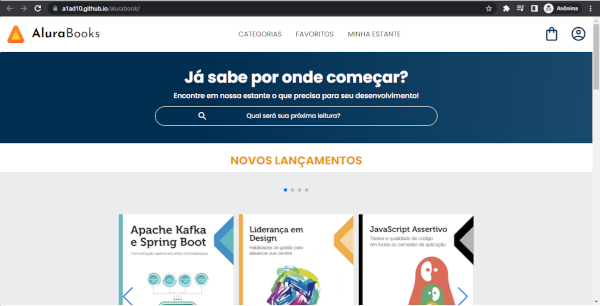 a1ad10.github.io/alurabook/
Anônima
AluraBooks
CATEGORIAS FAVORITOS MINHA ESTANTE
Já sabe por onde começar?
Encontre em nossa estante o que precisa para seu desenvolvimento!
Qual será sua próxima leitura?
NOVOS LANÇAMENTOS
Apache Kafka
e Spring Boot
Comunicação assíncrona entre microsserviços
Liderança em
Design
Habilidades de gestão para
alavancar sua carreira
JavaScript Assertivo
Testes e qualidade de código
em todas as camadas da aplicação